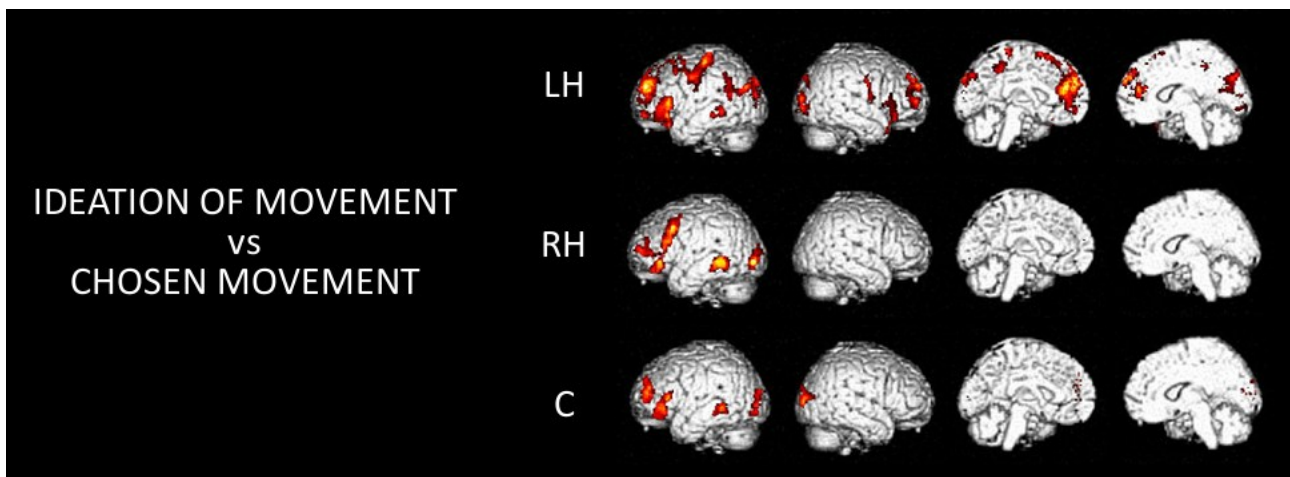 LH
IDEATION OF MOVEMENT
vs
CHOSEN MOVEMENT
RH
C